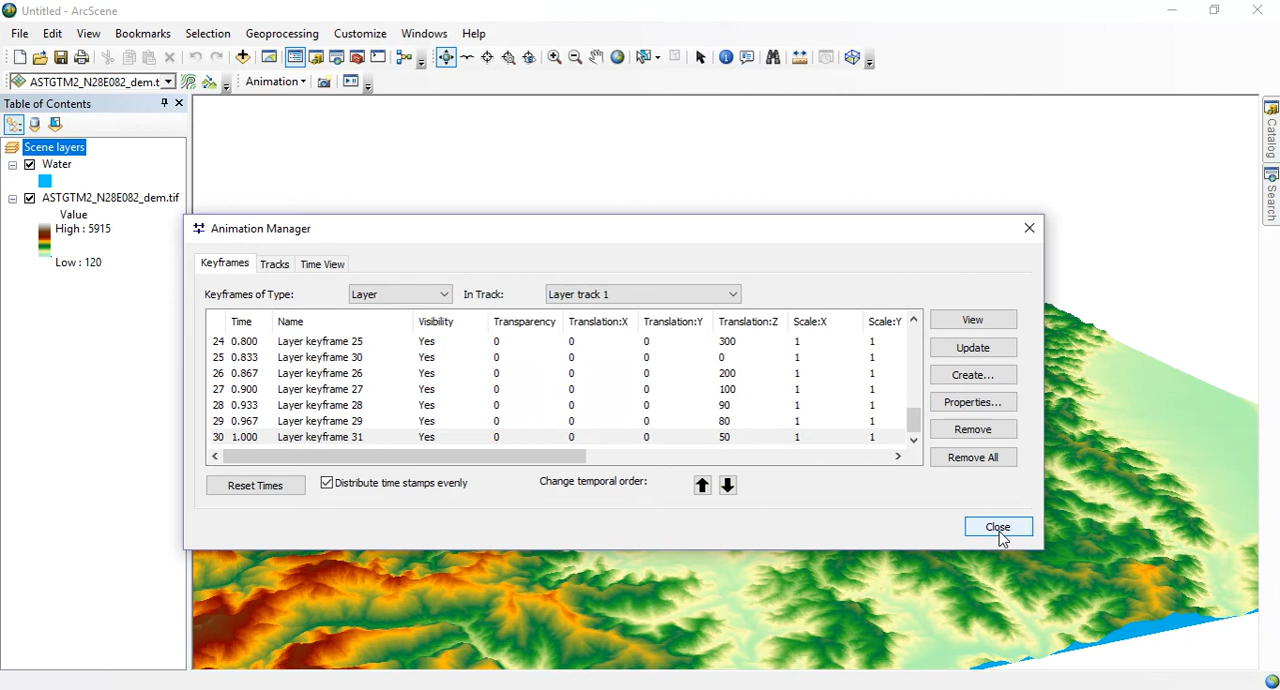 Untitled - ArcScene
File Edit View Bookmarks Selection Geoprocessing Customize Windows Help
ASTGTM2_N28E082_dem.t Animation
Table of Contents
Scene layers
Water
ASTGTM2_N28E082_dem.tif
Value
High : 5915
Low : 120
Catalog
Search
Animation Manager
Keyframes Tracks Time View
Keyframes of Type: Layer In Track: Layer track 1
Time Name Visibility Transparency Translation:X Translation:Y Translation:Z Scale:X Scale:Y
24 0.800 Layer keyframe 25 Yes 0 0 0 300 1 1
25 0.833 Layer keyframe 30 Yes 0 0 0 0 1 1
26 0.867 Layer keyframe 26 Yes 0 0 0 200 1 1
27 0.900 Layer keyframe 27 Yes 0 0 0 100 1 1
28 0.933 Layer keyframe 28 Yes 0 0 0 90 1 1
29 0.967 Layer keyframe 29 Yes 0 0 0 80 1 1
30 1.000 Layer keyframe 31 Yes 0 0 0 50 1 1
View
Update
Create...
Properties...
Remove
Remove All
Reset Times Distribute time stamps evenly Change temporal order:
Close